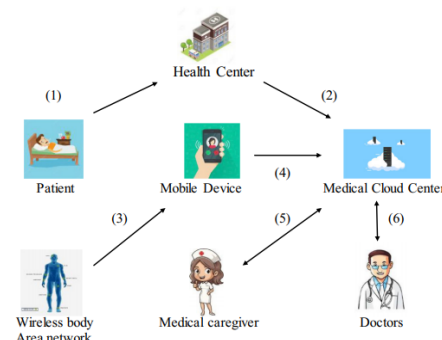 Health Center
(1)
(2)
Patient
Mobile Device
(4)
Medical Cloud Center
(3)
(5)
(6)
Wireless body
Area network
Medical caregiver
Doctors